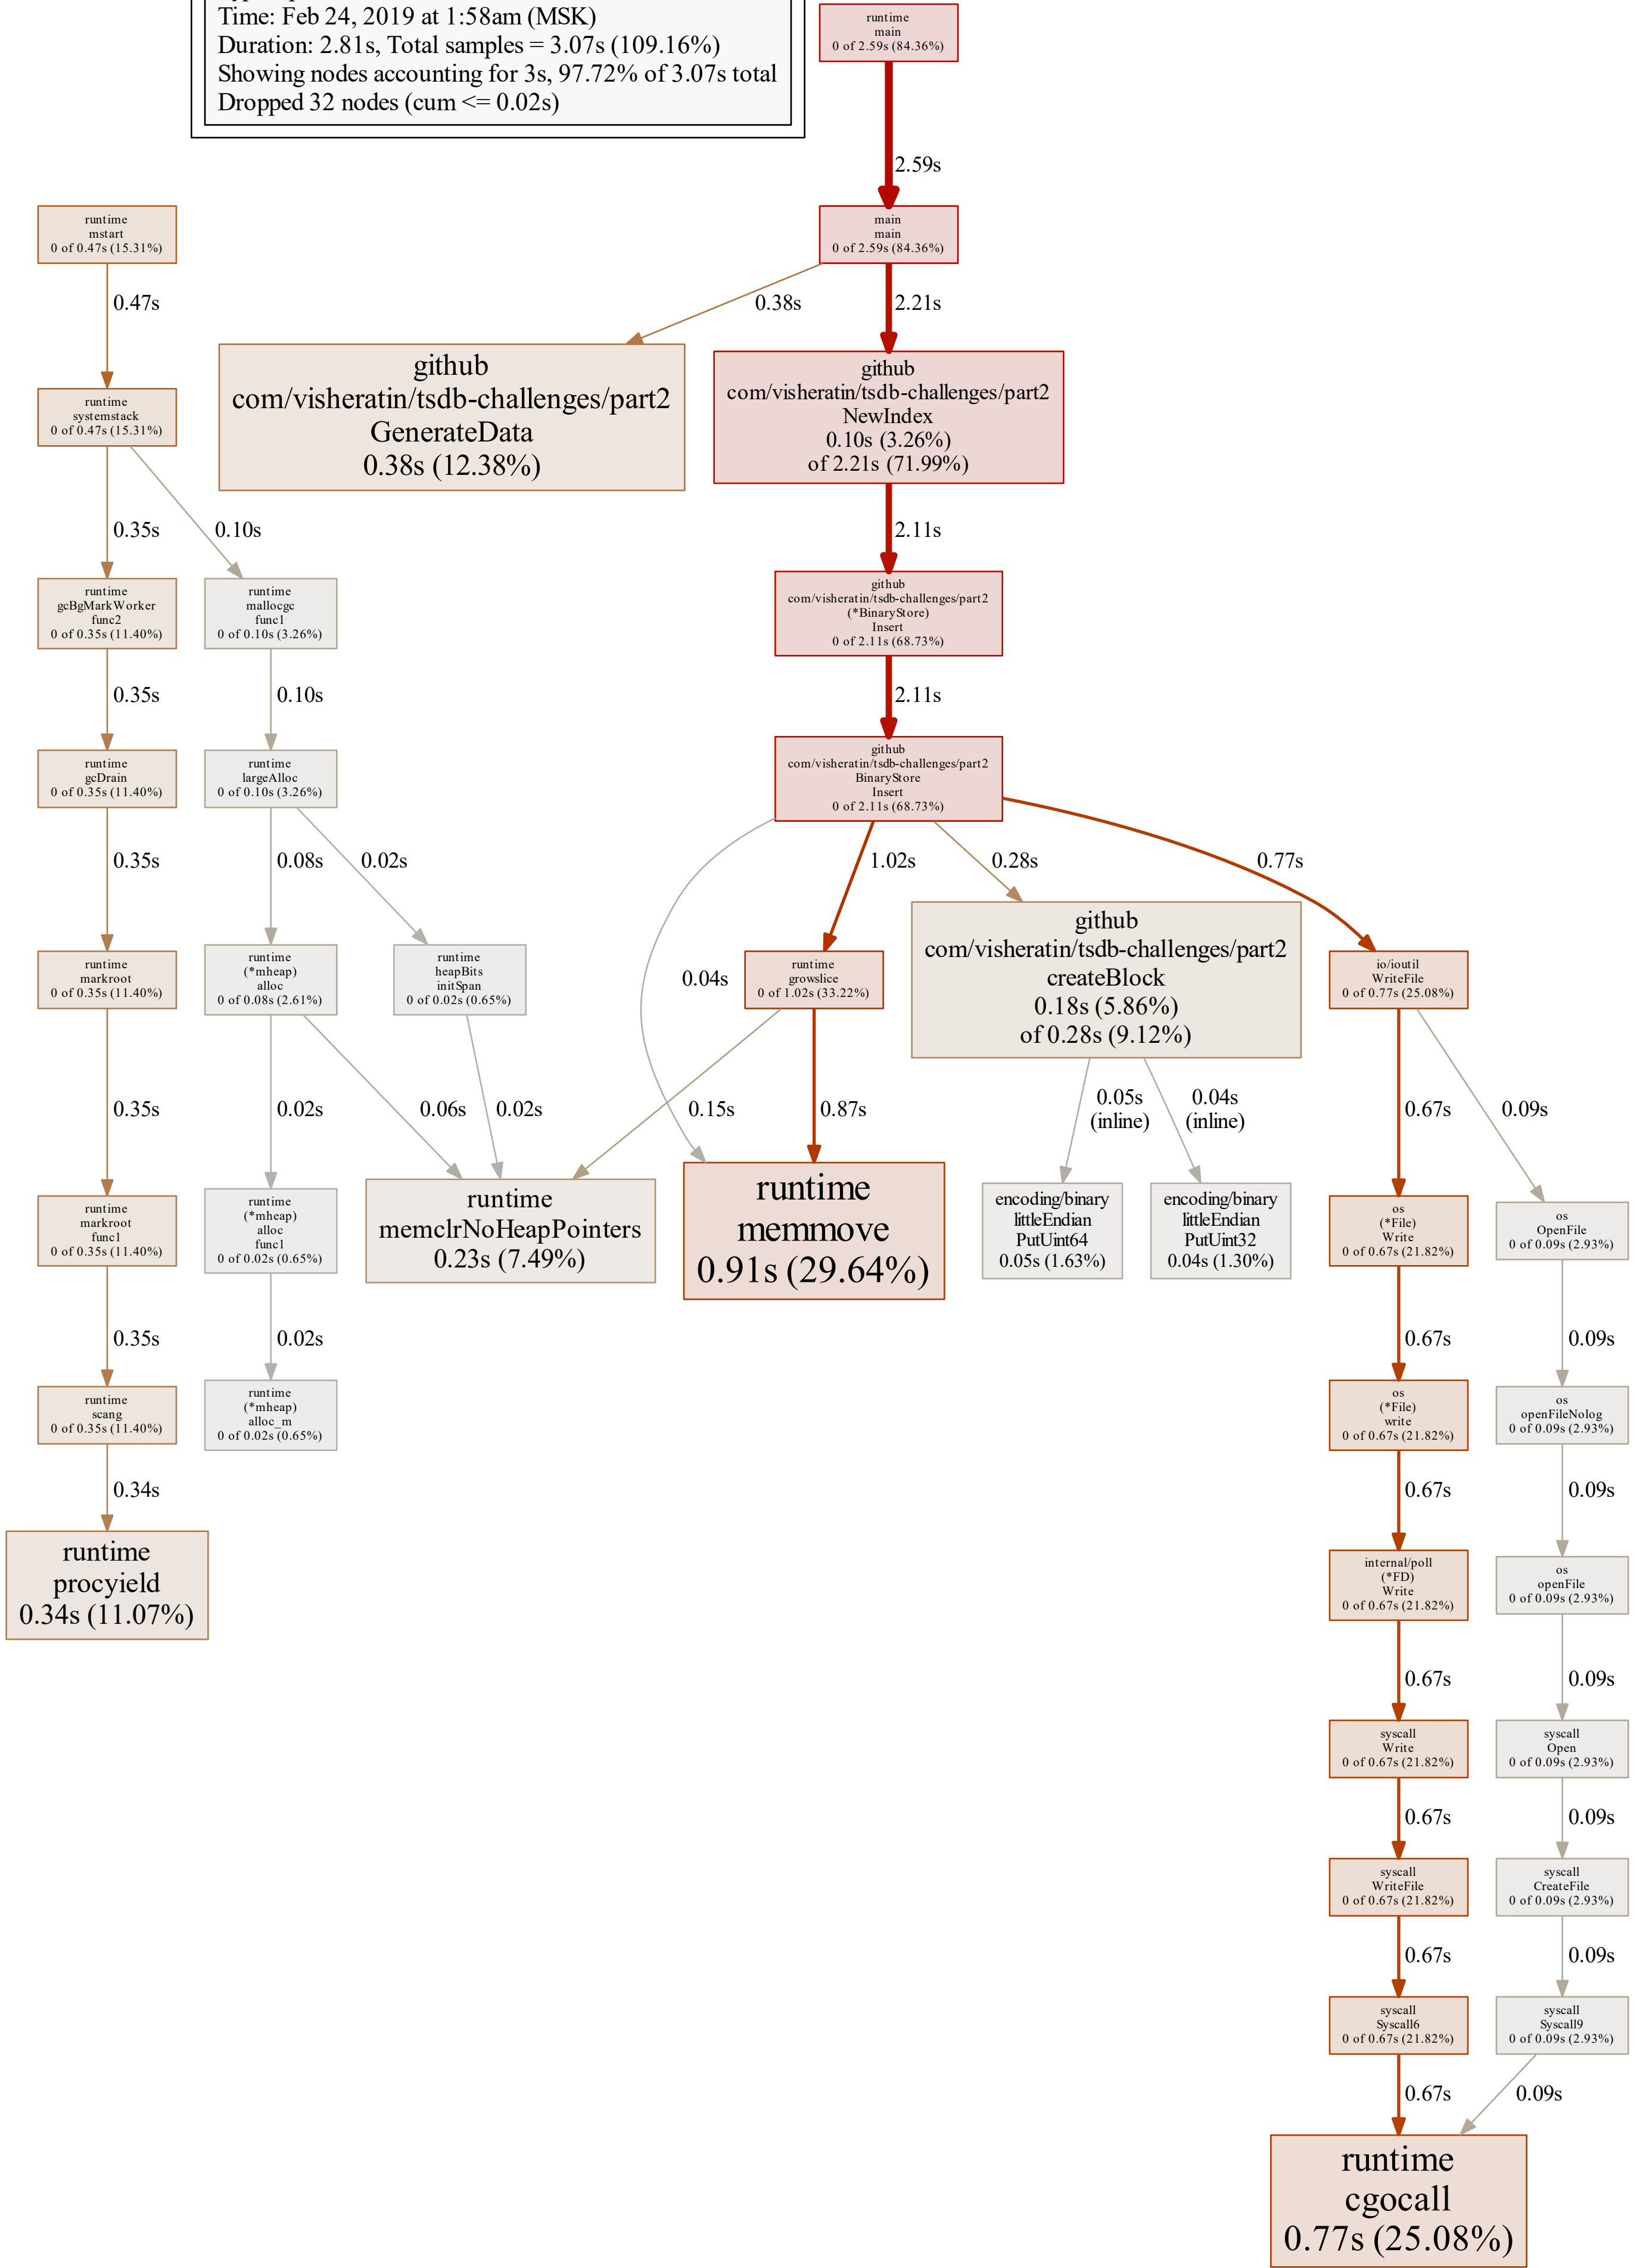 Time: Feb 24, 2019 at 1:58am (MSK)
Duration: 2.81s, Total samples = 3.07s (109.16%)
Showing nodes accounting for 3s, 97.72% of 3.07s total
Dropped 32 nodes (cum <= 0.02s)
runtime
main
0 of 2.59s (84.36%)
2.59s
runtime
mstart
0 of 0.47s (15.31%)
main
main
0 of 2.59s (84.36%)
0.47s
0.38s
2.21s
runtime
systemstack
0 of 0.47s (15.31%)
github
com/visheratin/tsdb-challenges/part2
GenerateData
0.38s (12.38%)
github
com/visheratin/tsdb-challenges/part2
NewIndex
0.10s (3.26%)
of 2.21s (71.99%)
0.35s
0.10s
2.11s
runtime
gcBgMarkWorker
func2
0 of 0.35s (11.40%)
runtime
mallocgc
func1
0 of 0.10s (3.26%)
github
com/visheratin/tsdb-challenges/part2
(*BinaryStore)
Insert
0 of 2.11s (68.73%)
0.35s
0.10s
2.11s
runtime
gcDrain
0 of 0.35s (11.40%)
runtime
largeAlloc
0 of 0.10s (3.26%)
github
com/visheratin/tsdb-challenges/part2
BinaryStore
Insert
0 of 2.11s (68.73%)
0.35s
0.08s
0.02s
1.02s
0.28s
0.77s
runtime
markroot
0 of 0.35s (11.40%)
runtime
(*mheap)
alloc
0 of 0.08s (2.61%)
runtime
heapBits
initSpan
0 of 0.02s (0.65%)
0.04s
runtime
growslice
0 of 1.02s (33.22%)
github
com/visheratin/tsdb-challenges/part2
createBlock
0.18s (5.86%)
of 0.28s (9.12%)
io/ioutil
WriteFile
0 of 0.77s (25.08%)
0.35s
0.02s
0.06s
0.02s
0.15s
0.87s
0.05s
(inline)
0.04s
(inline)
0.67s
0.09s
runtime
markroot
func1
0 of 0.35s (11.40%)
runtime
(*mheap)
alloc
func1
0 of 0.02s (0.65%)
runtime
memclrNoHeapPointers
0.23s (7.49%)
runtime
memmove
0.91s (29.64%)
encoding/binary
littleEndian
PutUint64
0.05s (1.63%)
encoding/binary
littleEndian
PutUint32
0.04s (1.30%)
os
(*File)
Write
0 of 0.67s (21.82%)
os
OpenFile
0 of 0.09s (2.93%)
0.35s
0.02s
0.67s
0.09s
runtime
scang
0 of 0.35s (11.40%)
runtime
(*mheap)
alloc_m
0 of 0.02s (0.65%)
os
(*File)
write
0 of 0.67s (21.82%)
os
openFileNolog
0 of 0.09s (2.93%)
0.34s
0.67s
0.09s
runtime
procyield
0.34s (11.07%)
internal/poll
(*FD)
Write
0 of 0.67s (21.82%)
os
openFile
0 of 0.09s (2.93%)
0.67s
0.09s
syscall
Write
0 of 0.67s (21.82%)
syscall
Open
0 of 0.09s (2.93%)
0.67s
0.09s
syscall
WriteFile
0 of 0.67s (21.82%)
syscall
CreateFile
0 of 0.09s (2.93%)
0.67s
0.09s
syscall
Syscall6
0 of 0.67s (21.82%)
syscall
Syscall9
0 of 0.09s (2.93%)
0.67s
0.09s
runtime
cgocall
0.77s (25.08%)